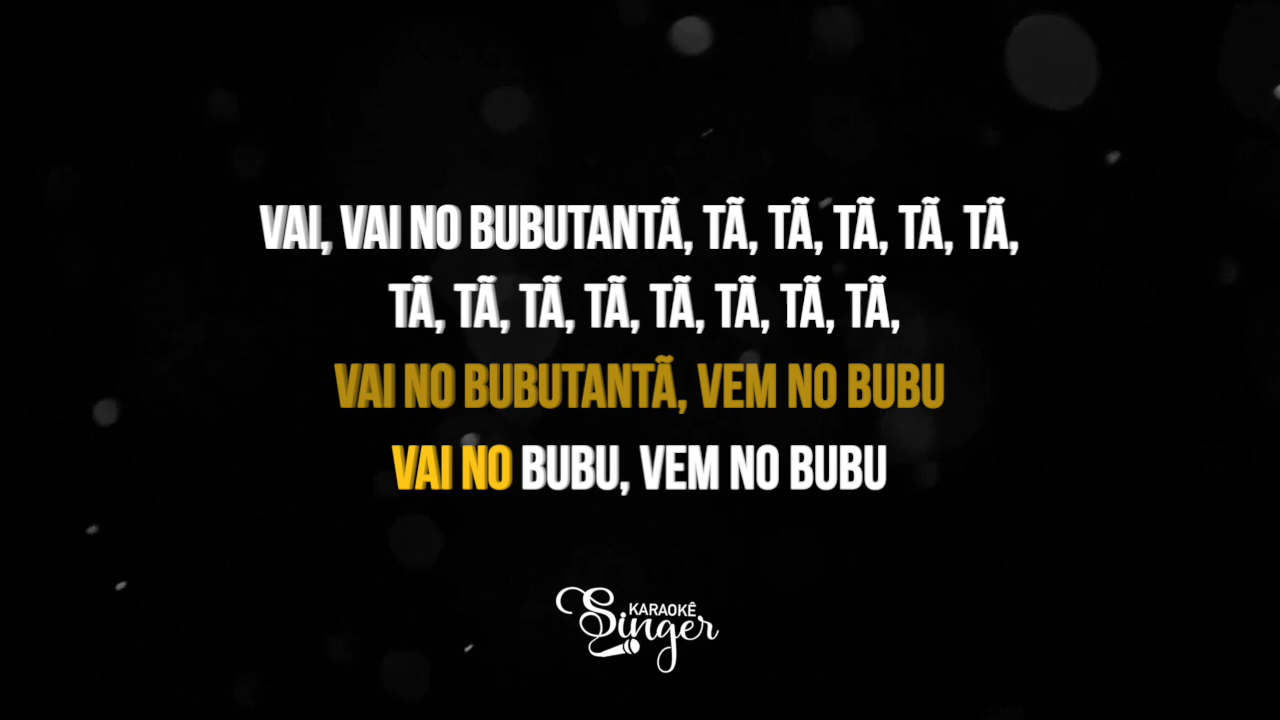 VAI, VAI NO BUBUTANTÃ, TÃ, TÃ, TÃ, TÃ, TÃ,
TÃ, TÃ, TÃ, TÃ, TÃ, TÃ, TÃ, TÃ,
VAI NO BUBUTANTÃ, VEM NO BUBU
VAI NO BUBU, VEM NO BUBU
KARAOKÊ
Singer